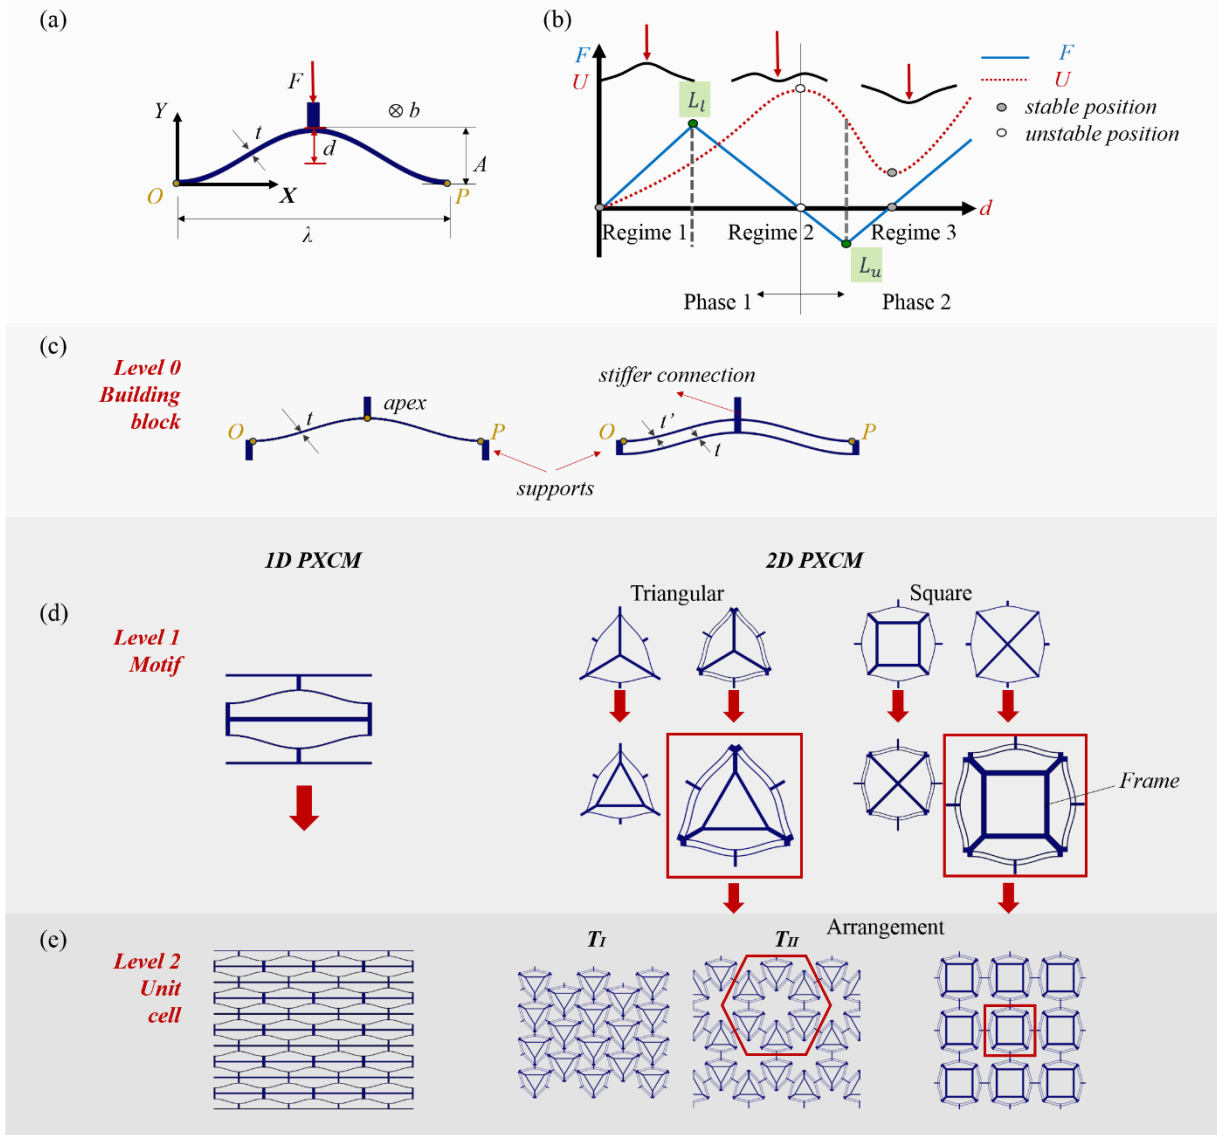 (a)
F
Y
⊗ b
t
d
A
O
X
P
λ
(b)
F
U
L_l
F
U
stable position
unstable position
d
Regime 1
Regime 2
Regime 3
L_u
Phase 1
Phase 2
(c)
Level 0
Building
block
t
apex
O
P
supports
stiffer connection
t'
O
t
P
1D PXCM
2D PXCM
(d)
Level 1
Motif
Triangular
Square
Frame
(e)
Level 2
Unit
cell
T_I
T_II
Arrangement